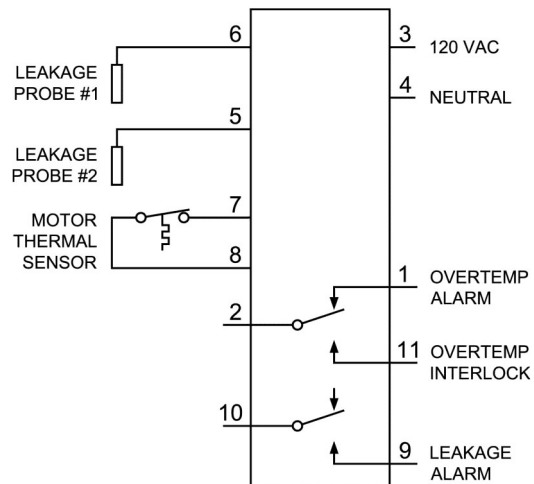 6
LEAKAGE
PROBE #1
5
LEAKAGE
PROBE #2
MOTOR
THERMAL
SENSOR
7
8
2
10
3
120 VAC
4
NEUTRAL
1
OVERTEMP
ALARM
11
OVERTEMP
INTERLOCK
9
LEAKAGE
ALARM